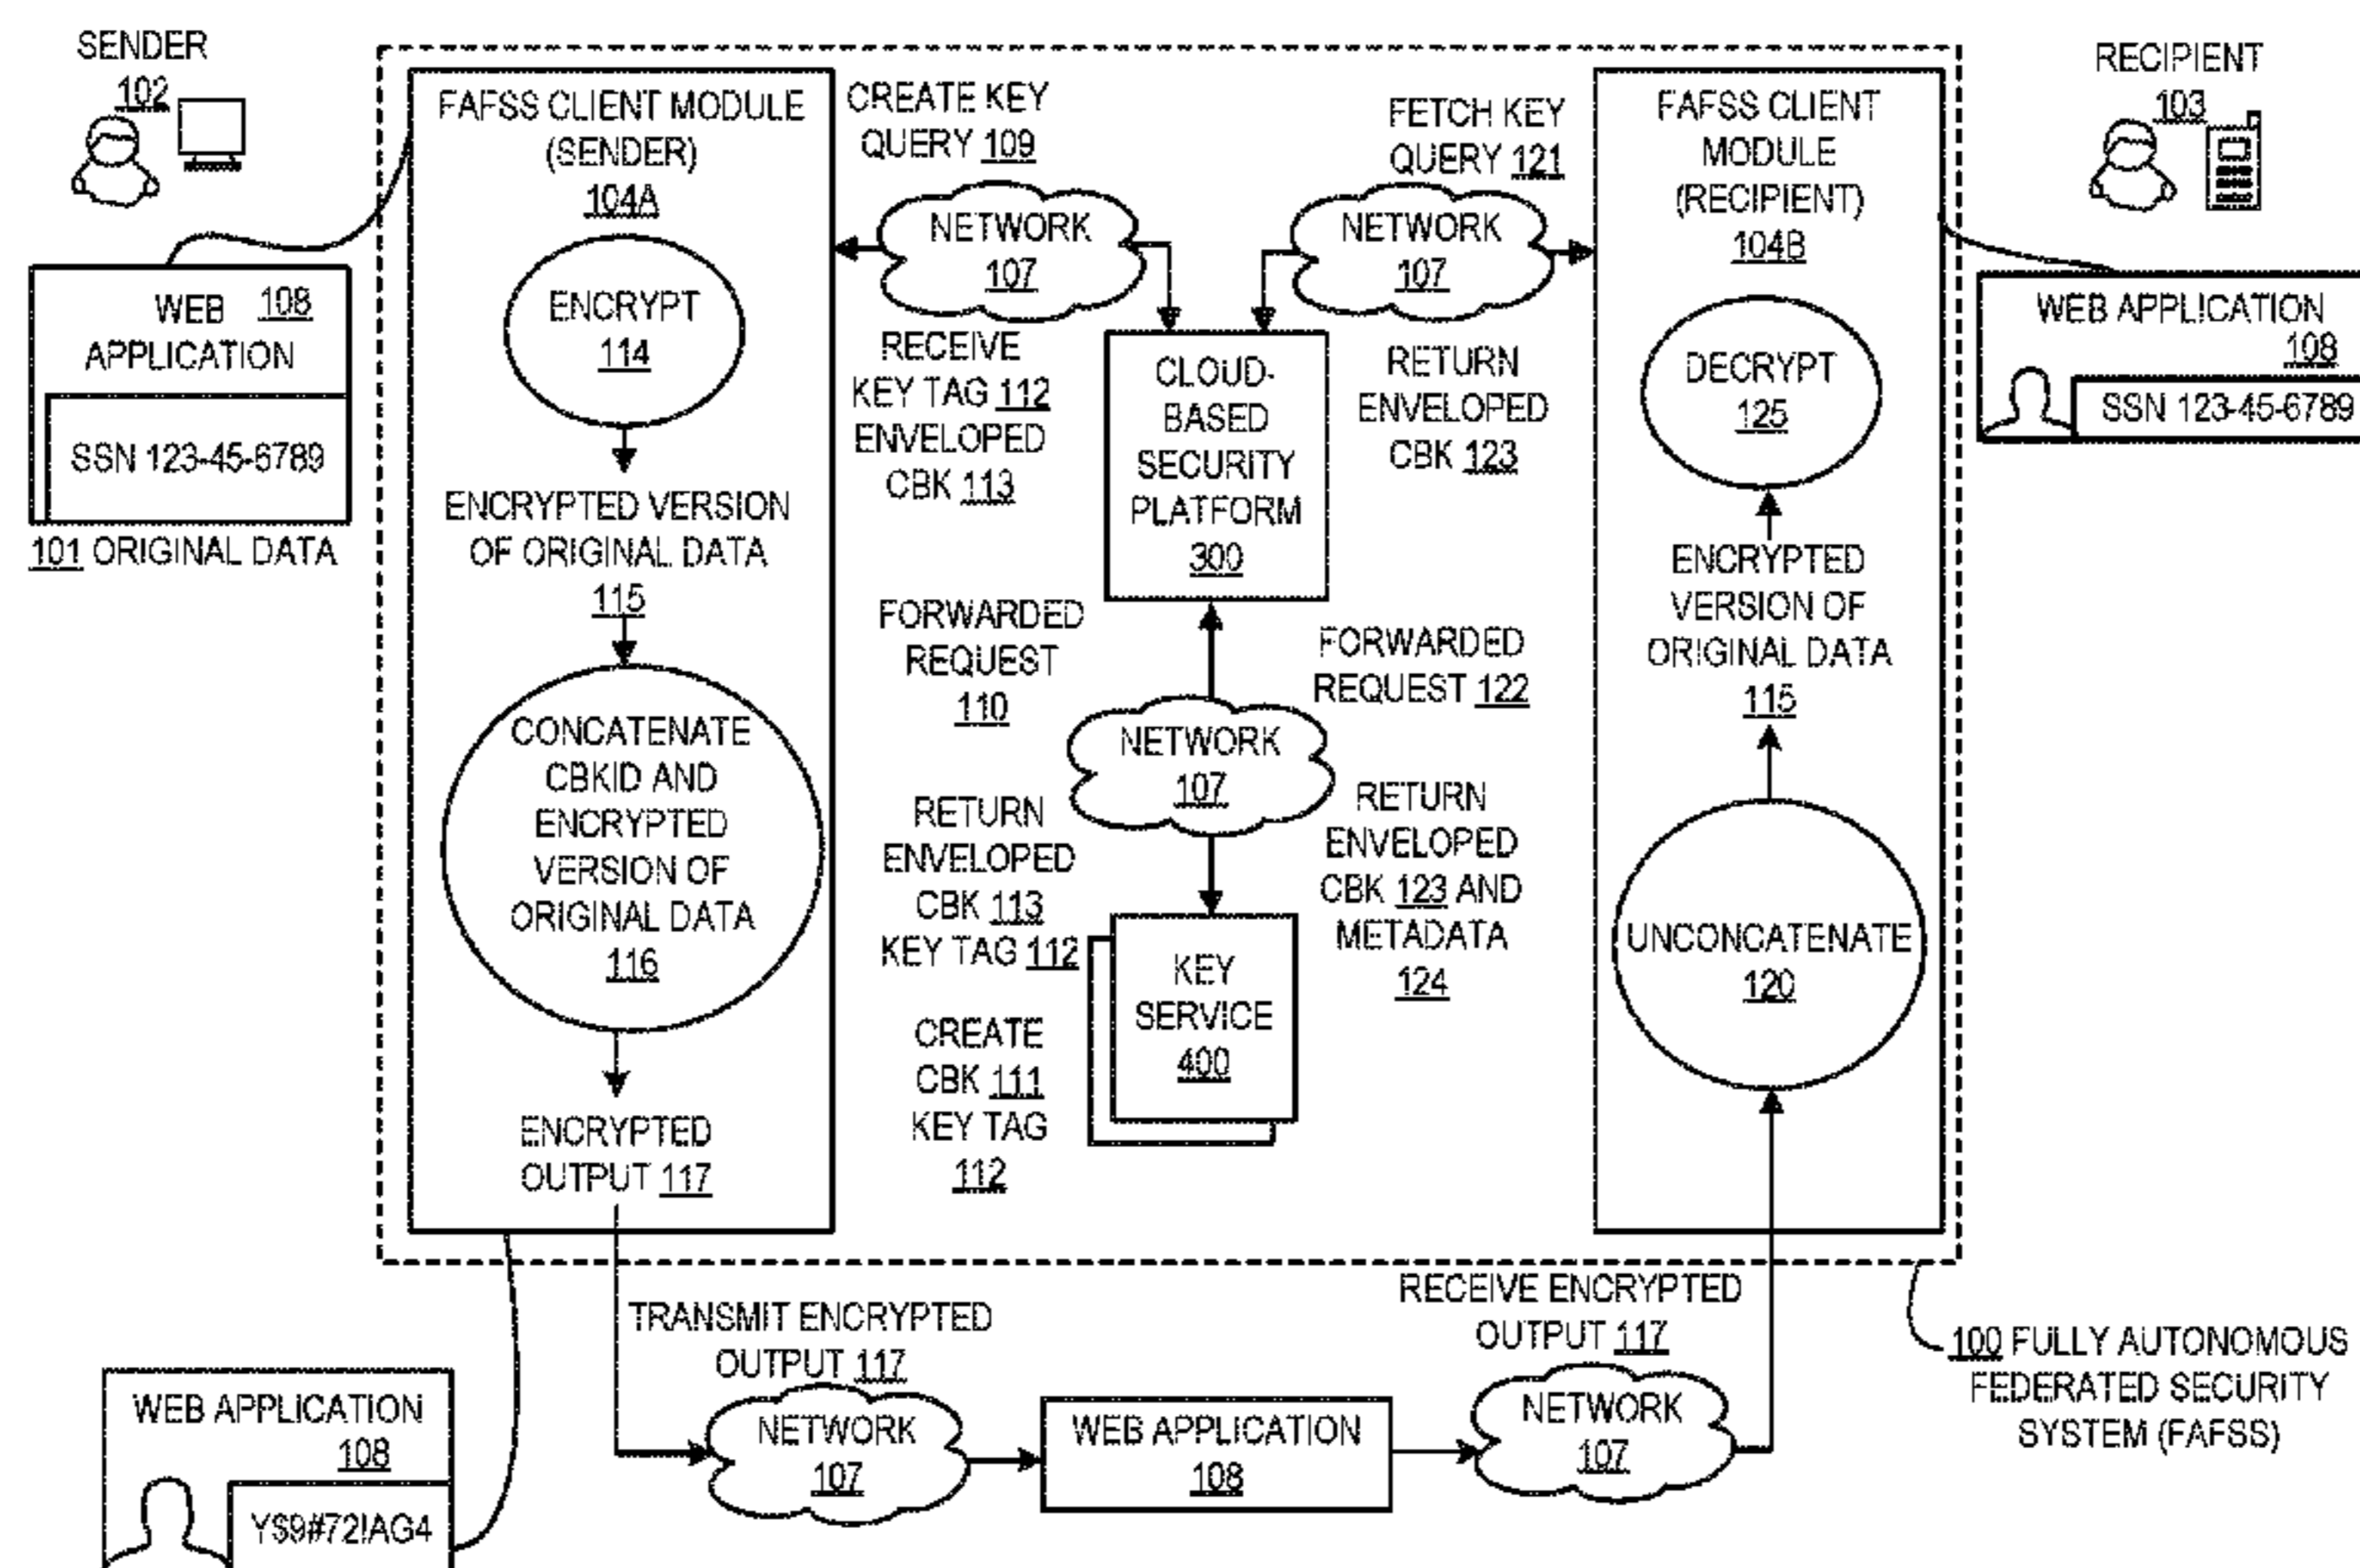 SENDER
102
WEB 108
APPLICATION
SSN 123-45-6789
101 ORIGINAL DATA
FAFSS CLIENT MODULE
(SENDER)
104A
ENCRYPT
114
ENCRYPTED VERSION
OF ORIGINAL DATA
115
CONCATENATE
CBKID AND
ENCRYPTED
VERSION OF
ORIGINAL DATA
116
ENCRYPTED
OUTPUT 117
CREATE KEY
QUERY 109
NETWORK
107
RECEIVE
KEY TAG 112
ENVELOPED
CBK 113
FORWARDED
REQUEST
110
RETURN
ENVELOPED
CBK 113
KEY TAG 112
CREATE
CBK 111
KEY TAG
112
CLOUD-
BASED
SECURITY
PLATFORM
300
NETWORK
107
KEY
SERVICE
400
FETCH KEY
QUERY 121
NETWORK
107
RETURN
ENVELOPED
CBK 123
FORWARDED
REQUEST 122
RETURN
ENVELOPED
CBK 123 AND
METADATA
124
FAFSS CLIENT
MODULE
(RECIPIENT)
104B
DECRYPT
125
ENCRYPTED
VERSION OF
ORIGINAL DATA
115
UNCONCATENATE
120
RECIPIENT
103
WEB APPLICATION
108
SSN 123-45-6789
TRANSMIT ENCRYPTED
OUTPUT 117
NETWORK
107
WEB APPLICATION
108
RECEIVE ENCRYPTED
OUTPUT 117
NETWORK
107
100 FULLY AUTONOMOUS
FEDERATED SECURITY
SYSTEM (FAFSS)
WEB APPLICATION
108
Y$9#72!AG4